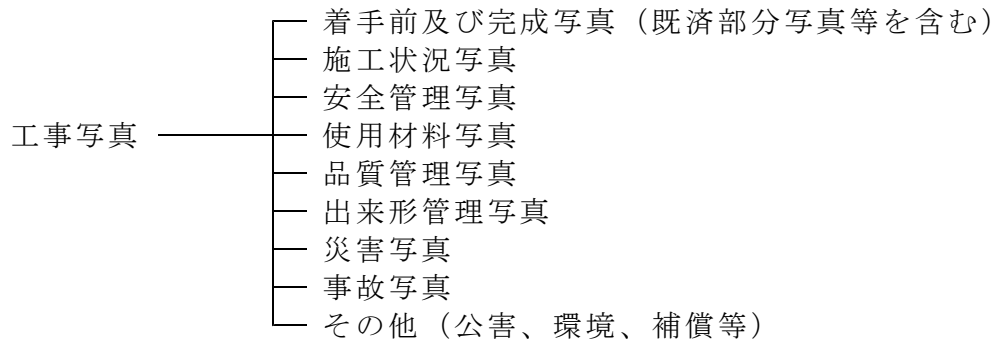 着手前及び完成写真（既済部分写真等を含む）
施工状況写真
安全管理写真
工事写真
使用材料写真
品質管理写真
出来形管理写真
災害写真
事故写真
その他（公害、環境、補償等）